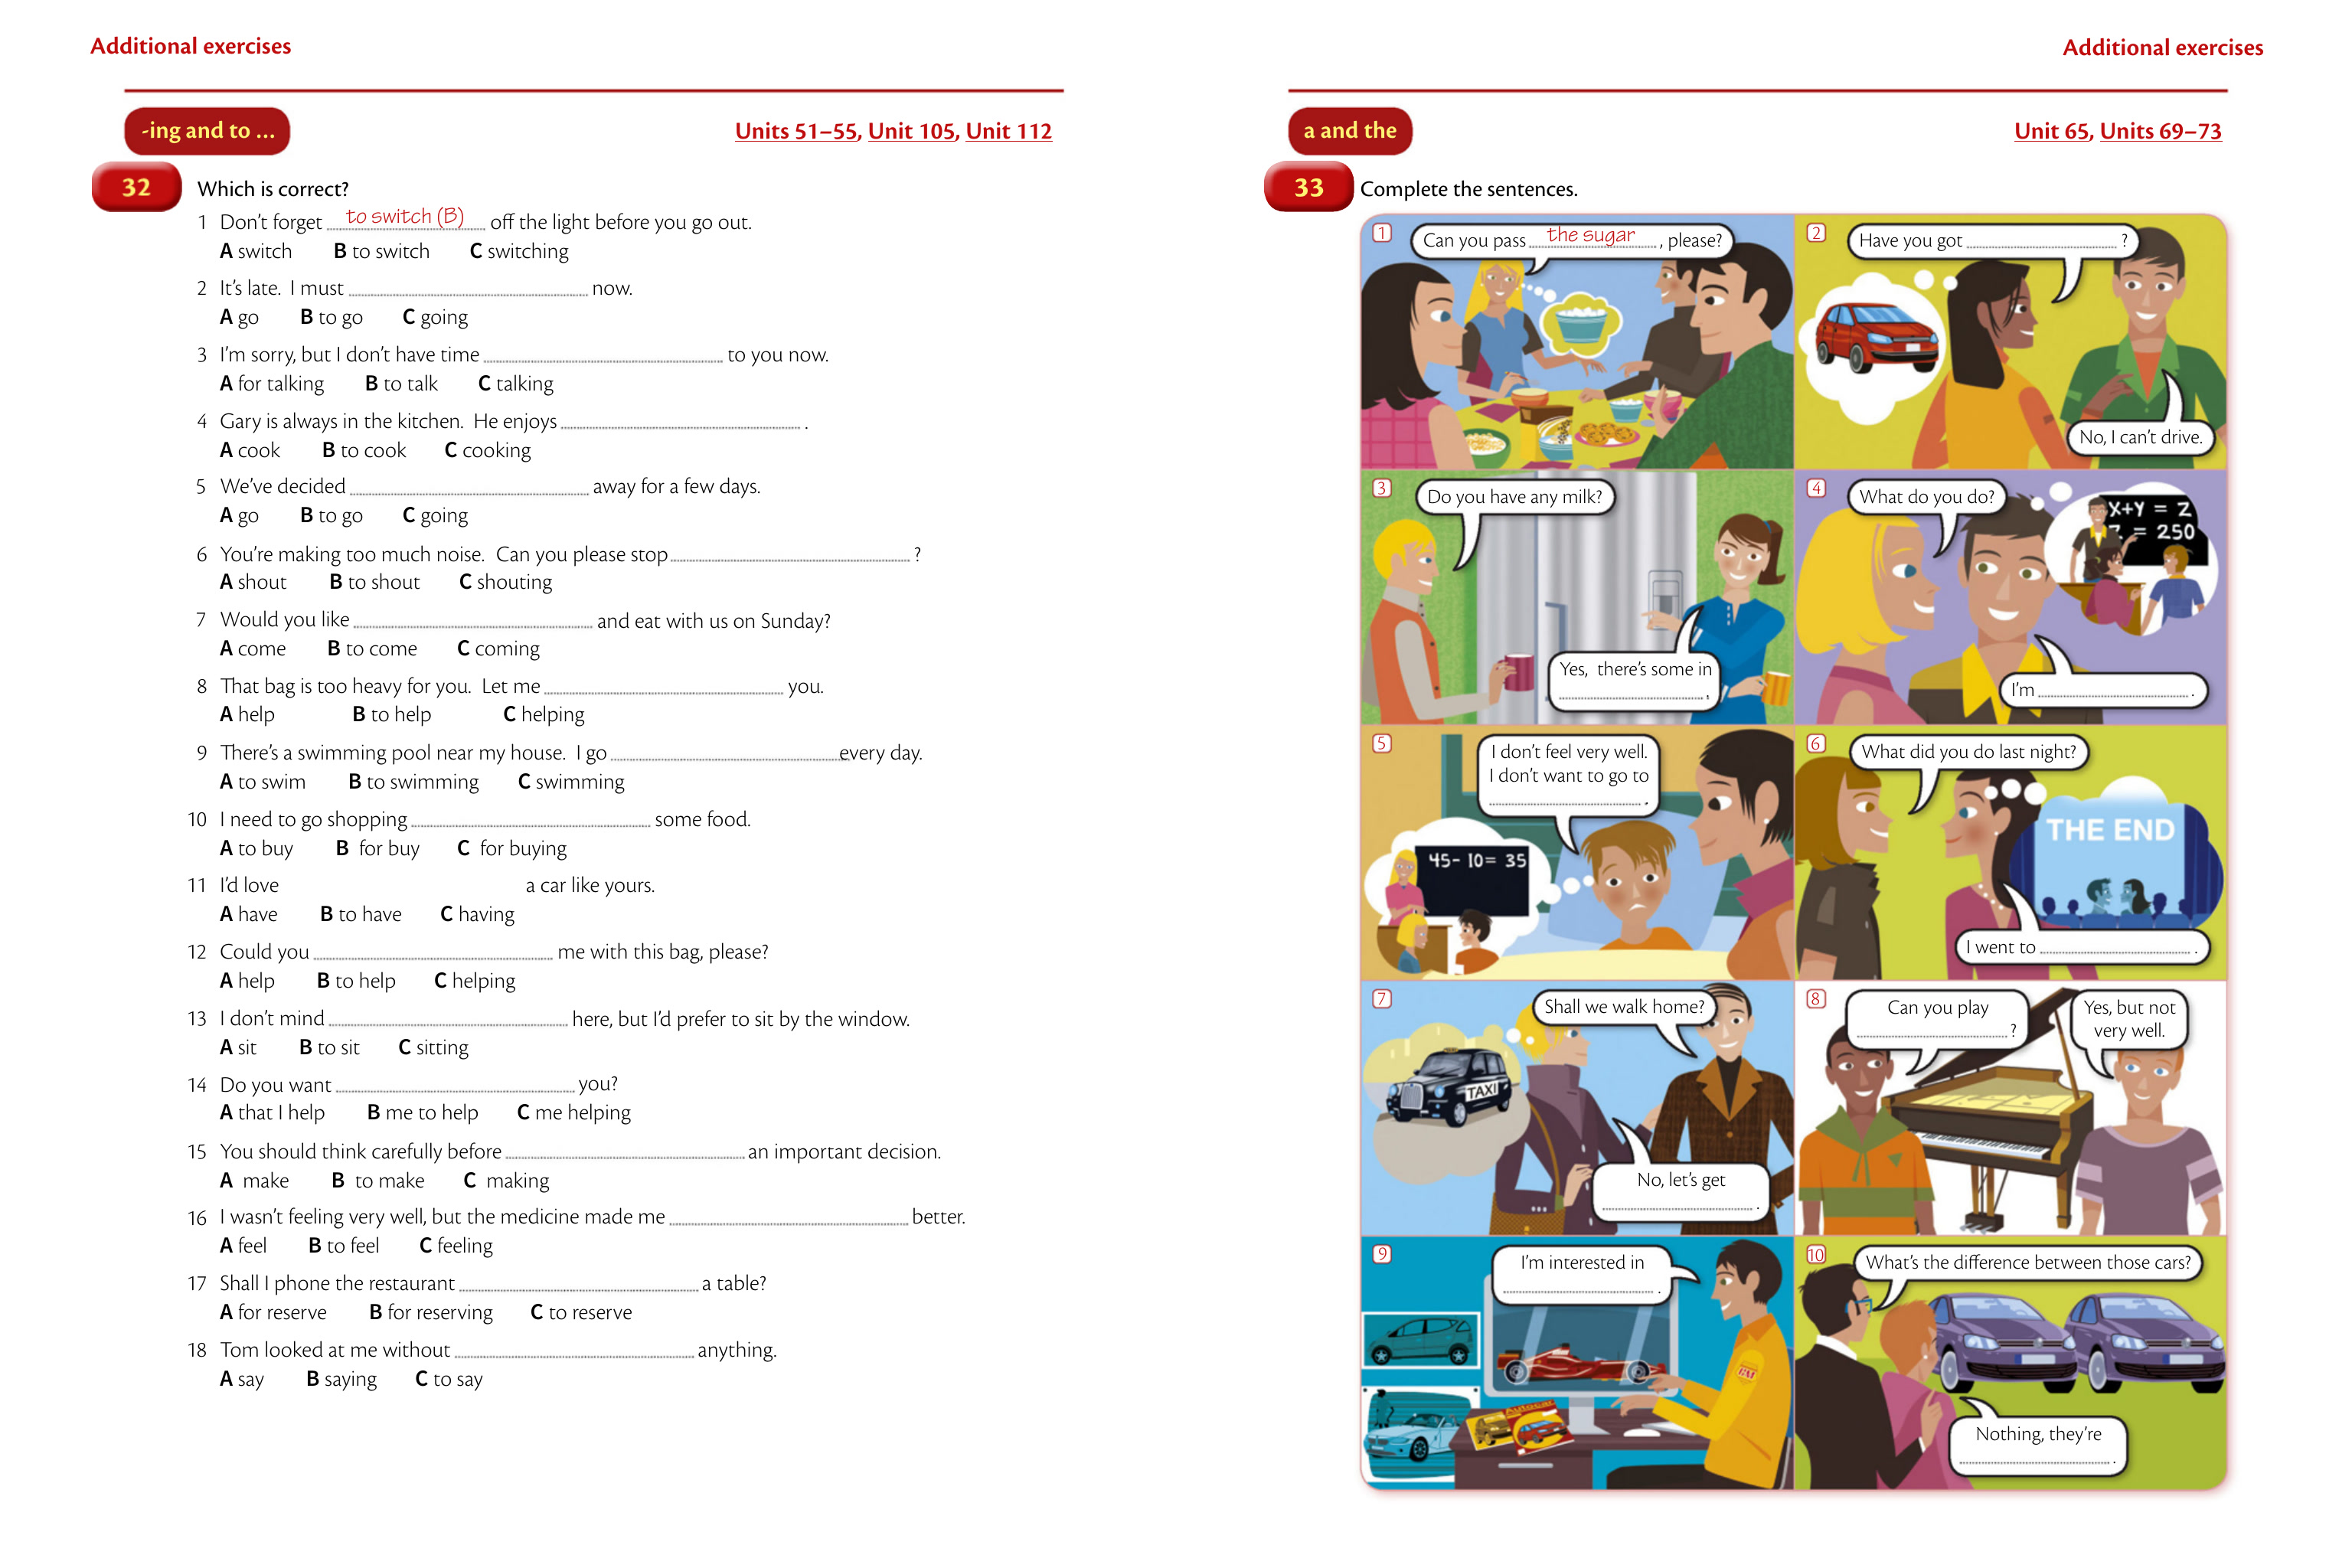 Additional exercises
-ing and to ...
Units 51–55, Unit 105, Unit 112
32
Which is correct?
1 Don't forget to switch (B) off the light before you go out.
A switch B to switch C switching
2 It's late. I must now.
A go B to go C going
3 I'm sorry, but I don't have time to you now.
A for talking B to talk C talking
4 Gary is always in the kitchen. He enjoys .
A cook B to cook C cooking
5 We've decided away for a few days.
A go B to go C going
6 You're making too much noise. Can you please stop ?
A shout B to shout C shouting
7 Would you like and eat with us on Sunday?
A come B to come C coming
8 That bag is too heavy for you. Let me you.
A help B to help C helping
9 There's a swimming pool near my house. I go every day.
A to swim B to swimming C swimming
10 I need to go shopping some food.
A to buy B for buy C for buying
11 I'd love a car like yours.
A have B to have C having
12 Could you me with this bag, please?
A help B to help C helping
13 I don't mind here, but I'd prefer to sit by the window.
A sit B to sit C sitting
14 Do you want you?
A that I help B me to help C me helping
15 You should think carefully before an important decision.
A make B to make C making
16 I wasn't feeling very well, but the medicine made me better.
A feel B to feel C feeling
17 Shall I phone the restaurant a table?
A for reserve B for reserving C to reserve
18 Tom looked at me without anything.
A say B saying C to say
Additional exercises
a and the
Unit 65, Units 69–73
33
Complete the sentences.
1
Can you pass the sugar , please?
2
Have you got ?
No, I can't drive.
3
Do you have any milk?
Yes, there's some in
.
4
What do you do?
X+Y = Z
Z = 250
I'm .
5
I don't feel very well.
I don't want to go to
.
45- 10= 35
6
What did you do last night?
THE END
I went to .
7
Shall we walk home?
TAXI
No, let's get
.
8
Can you play
?
Yes, but not
very well.
9
I'm interested in
.
Autocar
10
What's the difference between those cars?
Nothing, they're
.